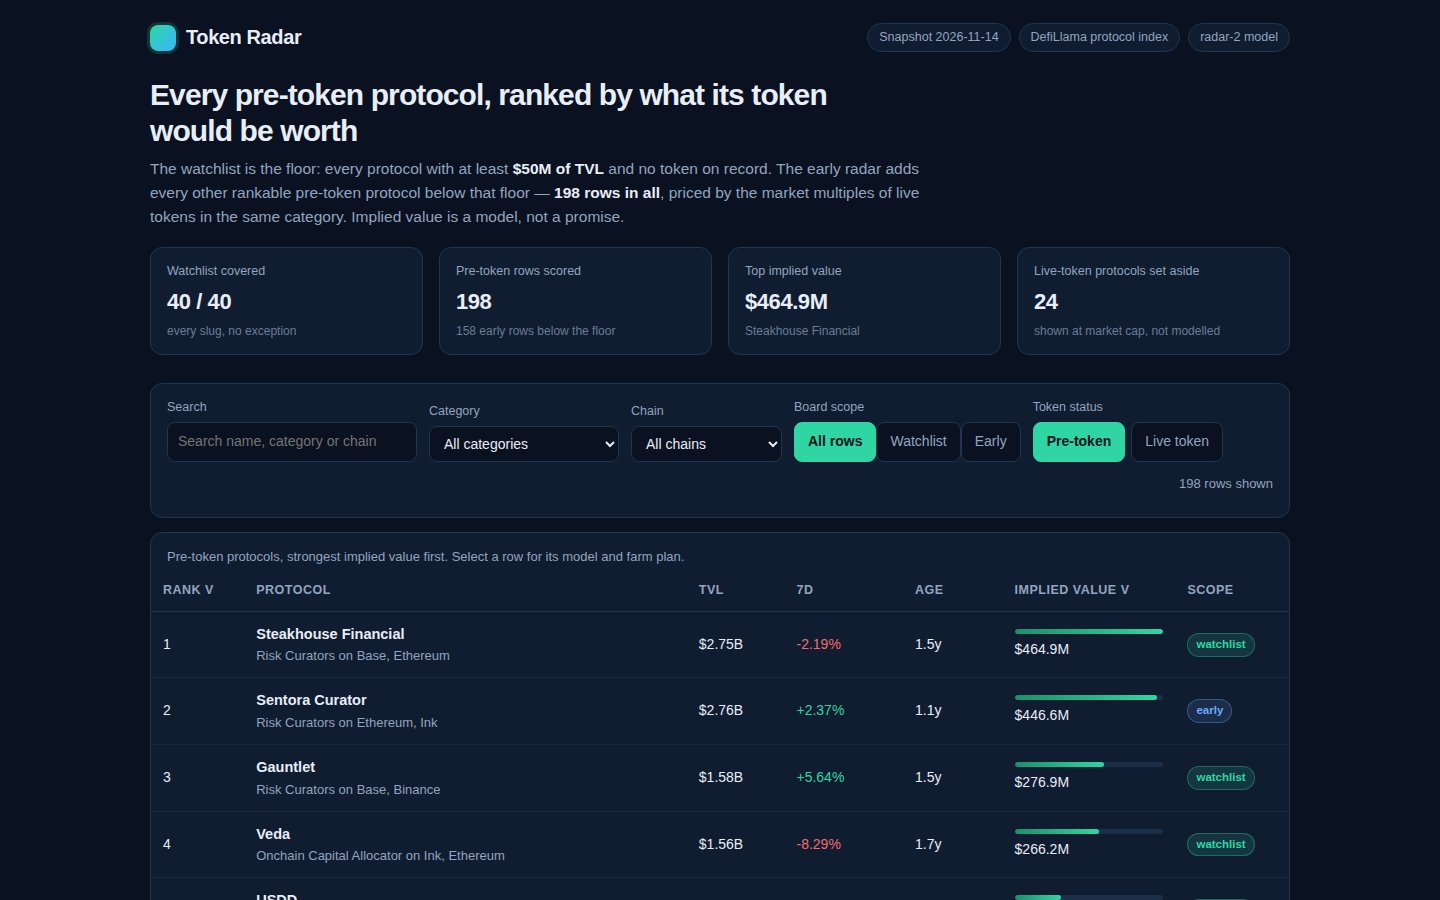 Token Radar
Snapshot 2026-11-14
DefiLlama protocol index
radar-2 model
Every pre-token protocol, ranked by what its token
would be worth
The watchlist is the floor: every protocol with at least $50M of TVL and no token on record. The early radar adds
every other rankable pre-token protocol below that floor — 198 rows in all, priced by the market multiples of live
tokens in the same category. Implied value is a model, not a promise.
Watchlist covered
40 / 40
every slug, no exception
Pre-token rows scored
198
158 early rows below the floor
Top implied value
$464.9M
Steakhouse Financial
Live-token protocols set aside
24
shown at market cap, not modelled
Search
Search name, category or chain
Category
All categories
Chain
All chains
Board scope
All rows
Watchlist
Early
Token status
Pre-token
Live token
198 rows shown
Pre-token protocols, strongest implied value first. Select a row for its model and farm plan.
RANK V PROTOCOL TVL 7D AGE IMPLIED VALUE V SCOPE
1 Steakhouse Financial $2.75B -2.19% 1.5y $464.9M watchlist
Risk Curators on Base, Ethereum
2 Sentora Curator $2.76B +2.37% 1.1y $446.6M early
Risk Curators on Ethereum, Ink
3 Gauntlet $1.58B +5.64% 1.5y $276.9M watchlist
Risk Curators on Base, Binance
4 Veda $1.56B -8.29% 1.7y $266.2M watchlist
Onchain Capital Allocator on Ink, Ethereum
USDD